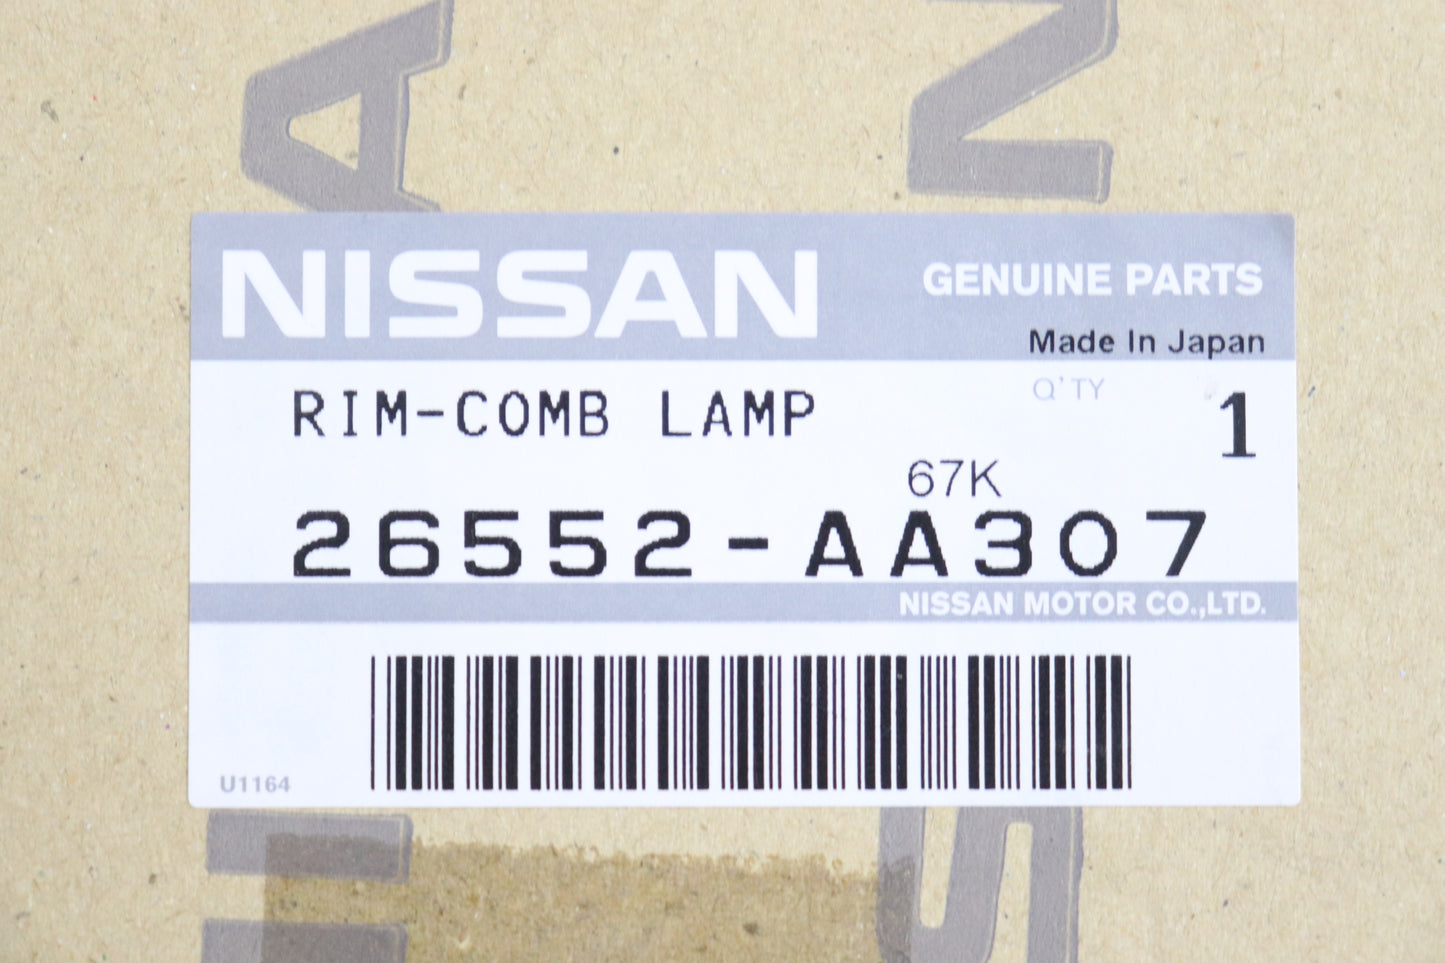 NISSAN
GENUINE PARTS
Made In Japan
RIM-COMB LAMP
Q'TY 1
67K
26552-AA307
NISSAN MOTOR CO.,LTD.
U1164